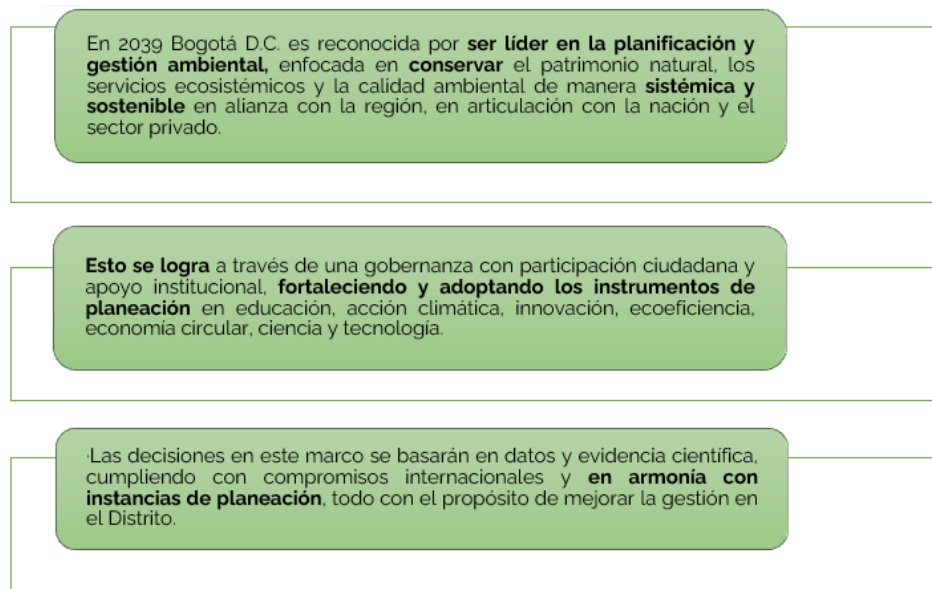 En 2039 Bogotá D.C. es reconocida por ser líder en la planificación y
gestión ambiental, enfocada en conservar el patrimonio natural, los
servicios ecosistémicos y la calidad ambiental de manera sistémica y
sostenible en alianza con la región, en articulación con la nación y el
sector privado.
Esto se logra a través de una gobernanza con participación ciudadana y
apoyo institucional, fortaleciendo y adoptando los instrumentos de
planeación en educación, acción climática, innovación, ecoeficiencia,
economía circular, ciencia y tecnología.
·Las decisiones en este marco se basarán en datos y evidencia científica,
cumpliendo con compromisos internacionales y en armonía con
instancias de planeación, todo con el propósito de mejorar la gestión en
el Distrito.